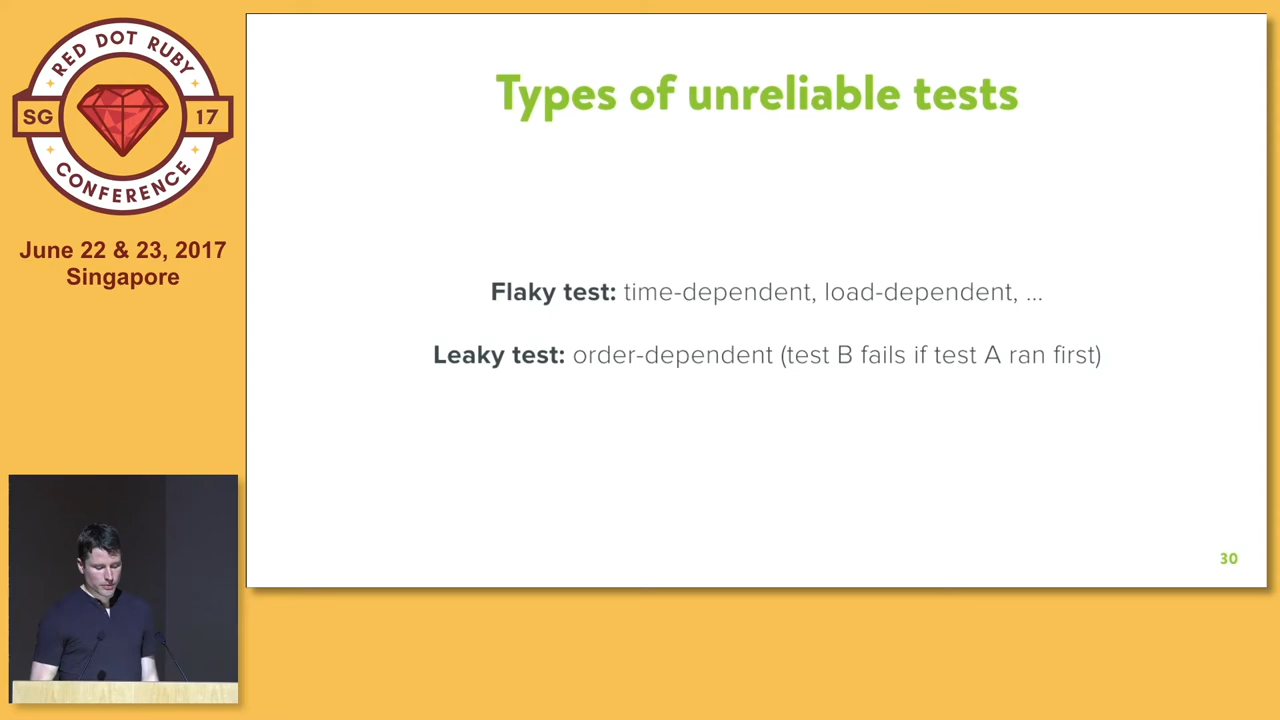 RED DOT RUBY
SG 17
CONFERENCE
June 22 & 23, 2017
Singapore
Types of unreliable tests
Flaky test: time-dependent, load-dependent, ...
Leaky test: order-dependent (test B fails if test A ran first)
30